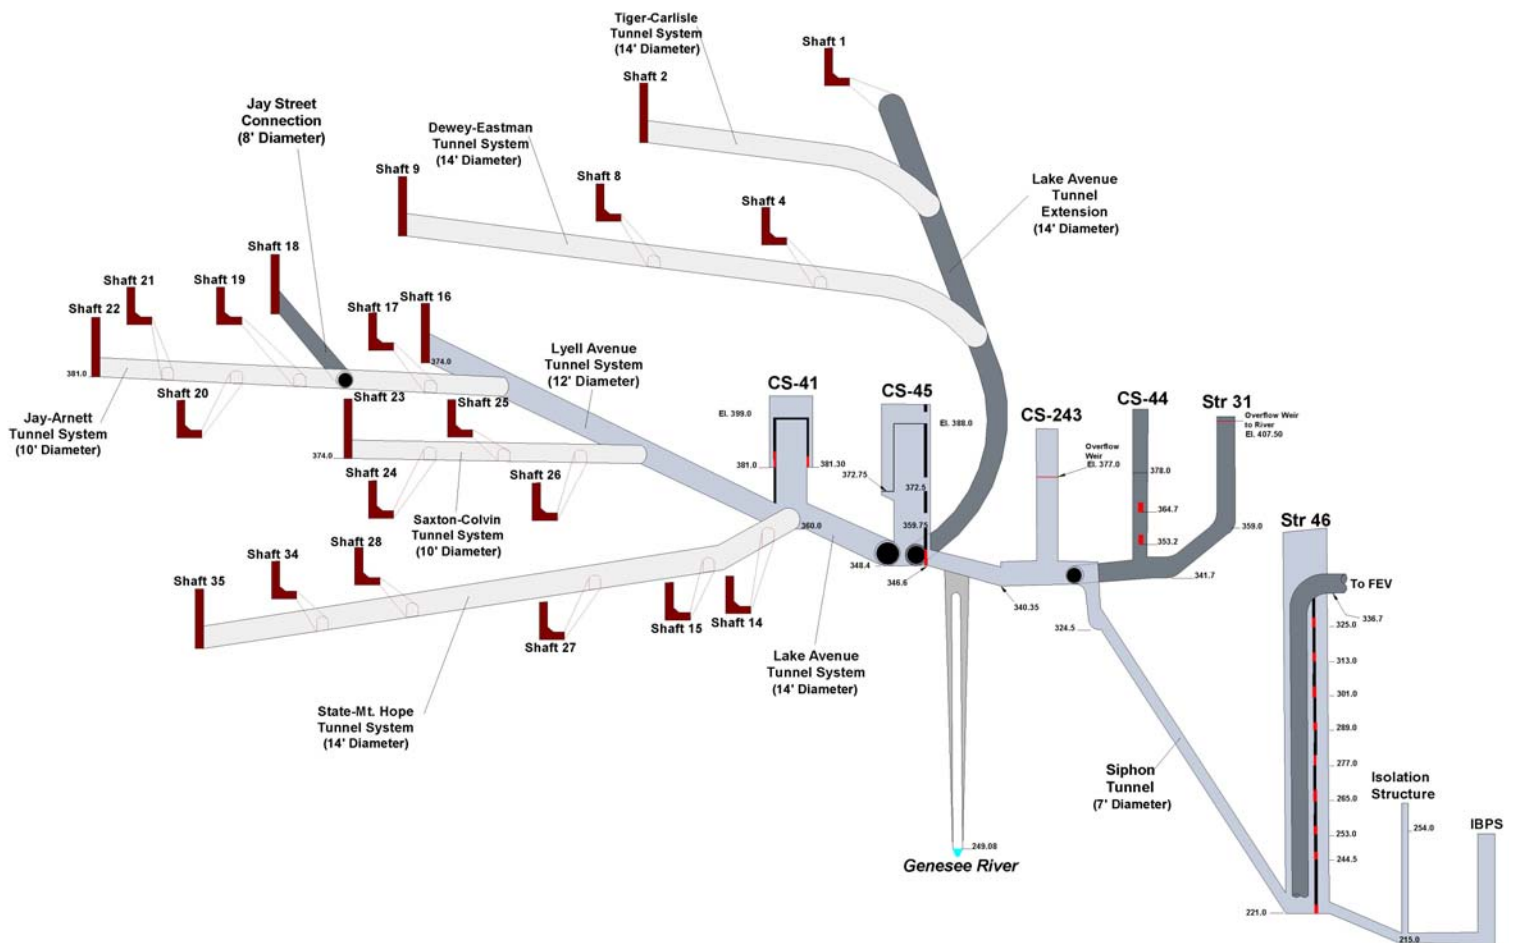 Tiger-Carlisle
Tunnel System
(14' Diameter)
Shaft 1
Shaft 2
Jay Street
Connection
(8' Diameter)
Dewey-Eastman
Tunnel System
(14' Diameter)
Shaft 9
Shaft 8
Shaft 4
Lake Avenue
Tunnel
Extension
(14' Diameter)
Shaft 18
Shaft 21
Shaft 19
Shaft 22
Shaft 17
Shaft 16
374.0
381.0
Lyell Avenue
Tunnel System
(12' Diameter)
Shaft 20
Shaft 23
Shaft 25
Jay-Arnett
Tunnel System
(10' Diameter)
374.0
Shaft 24
Shaft 26
Saxton-Colvin
Tunnel System
(10' Diameter)
CS-41
El. 399.0
381.0
381.30
360.0
CS-45
El. 388.0
372.75
372.5
359.75
348.4
346.6
CS-243
Overflow
Weir
El. 377.0
340.35
CS-44
378.0
364.7
353.2
Str 31
Overflow Weir
to River
El. 407.50
359.0
341.7
324.5
Shaft 35
Shaft 34
Shaft 28
Shaft 27
Shaft 15
Shaft 14
State-Mt. Hope
Tunnel System
(14' Diameter)
Lake Avenue
Tunnel System
(14' Diameter)
249.08
Genesee River
Siphon
Tunnel
(7' Diameter)
Str 46
To FEV
336.7
325.0
313.0
301.0
289.0
277.0
265.0
253.0
244.5
221.0
Isolation
Structure
254.0
215.0
IBPS